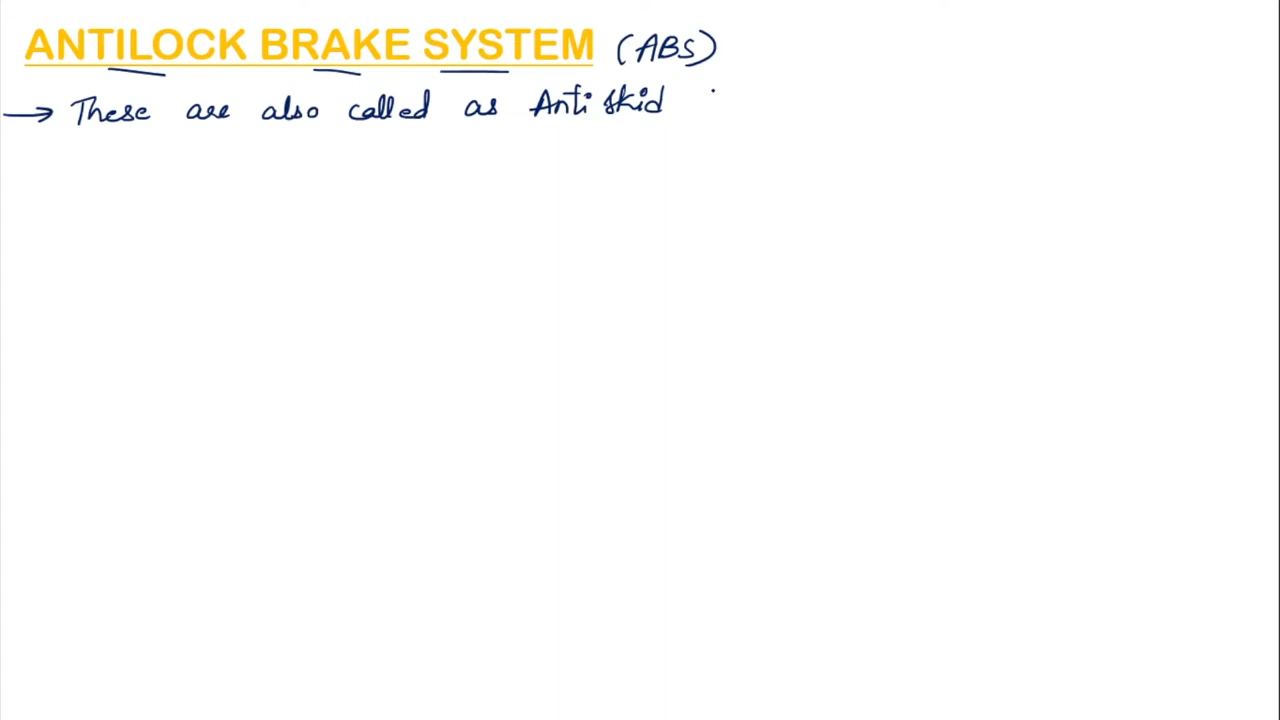 ANTILOCK BRAKE SYSTEM (ABS)
→ These are also called as Anti skid